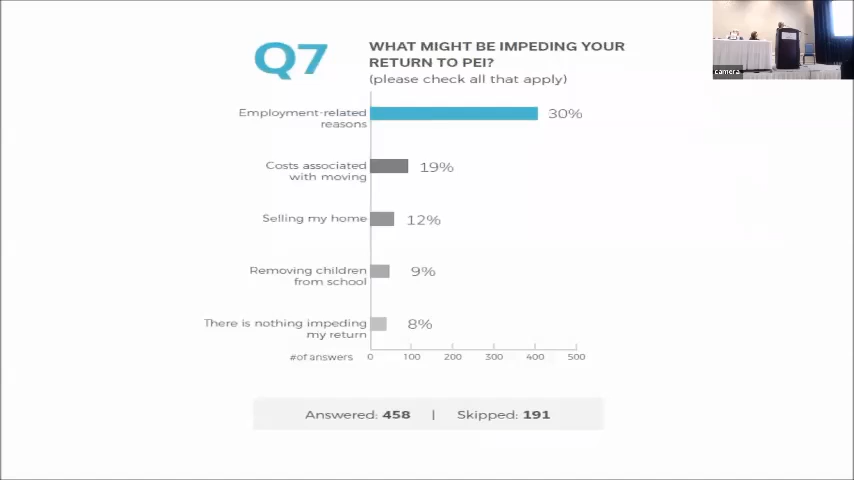 Q7
WHAT MIGHT BE IMPEDING YOUR
RETURN TO PEI?
(please check all that apply)
Employment-related
reasons
30%
Costs associated
with moving
19%
Selling my home
12%
Removing children
from school
9%
There is nothing impeding
my return
8%
#of answers
0 100 200 300 400 500
Answered: 458 | Skipped: 191
camera